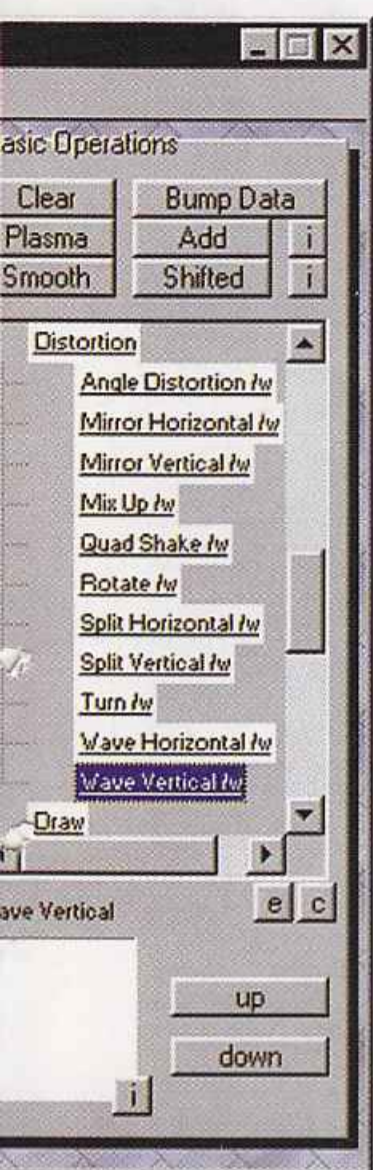 asic Operations
Clear Bump Data
Plasma Add i
Smooth Shifted i
Distortion
Angle Distortion /w
Mirror Horizontal /w
Mirror Vertical /w
Mix Up /w
Quad Shake /w
Rotate /w
Split Horizontal /w
Split Vertical /w
Turn /w
Wave Horizontal /w
Wave Vertical /w
Draw
ave Vertical e c
up
down
i